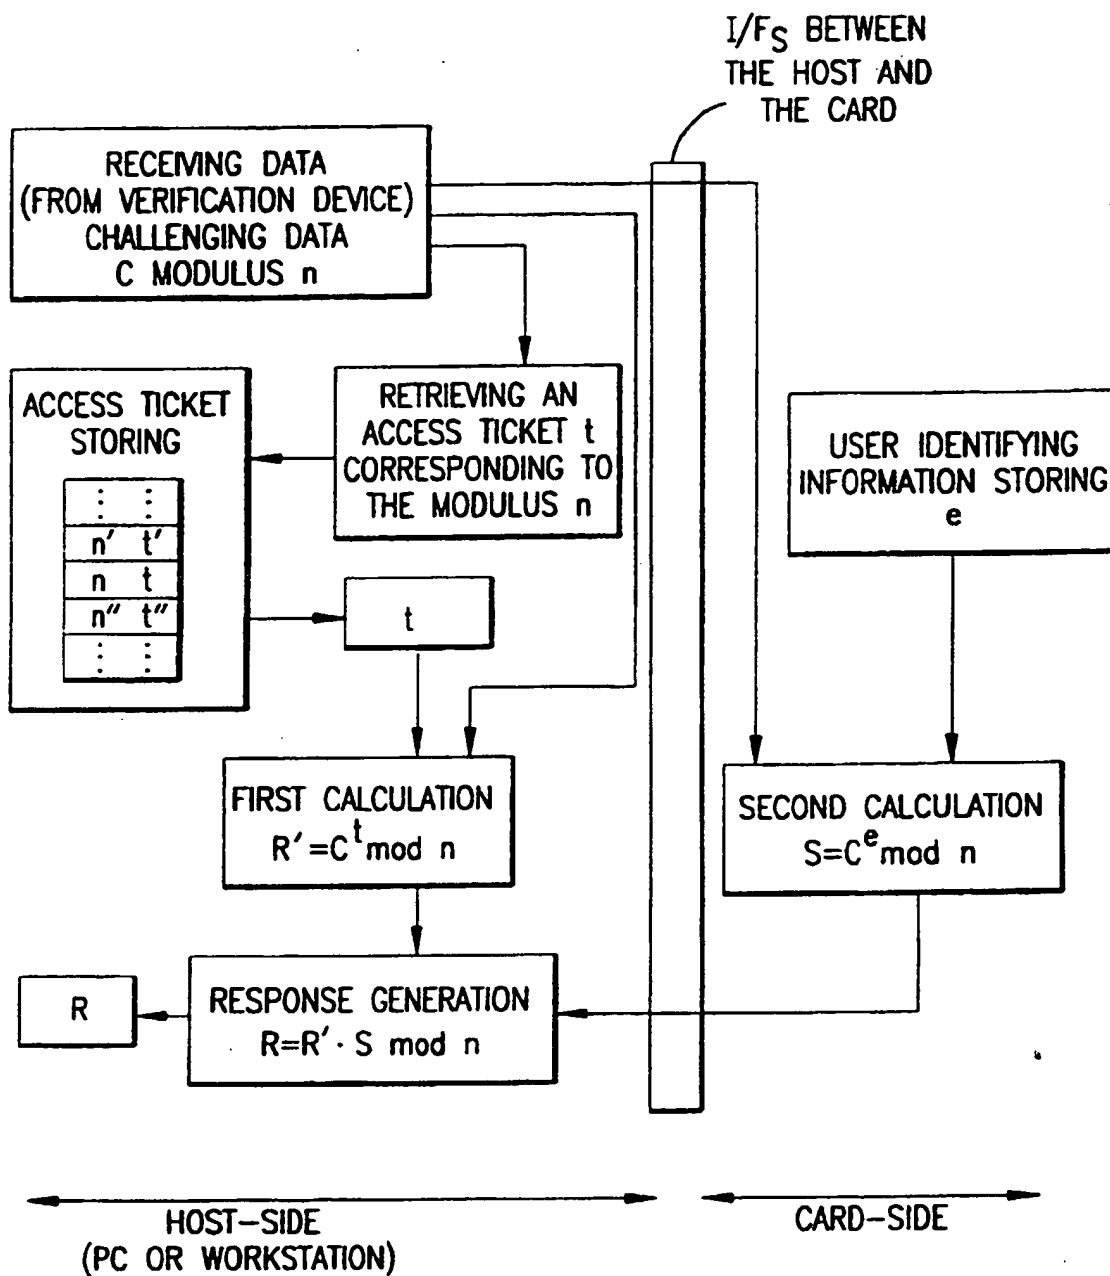 I/FS BETWEEN
THE HOST AND
THE CARD
RECEIVING DATA
(FROM VERIFICATION DEVICE)
CHALLENGING DATA
C MODULUS n
ACCESS TICKET
STORING
⋮ ⋮
n' t'
n t
n'' t''
⋮ ⋮
RETRIEVING AN
ACCESS TICKET t
CORRESPONDING TO
THE MODULUS n
USER IDENTIFYING
INFORMATION STORING
e
t
FIRST CALCULATION
R'=C^t mod n
SECOND CALCULATION
S=C^e mod n
R
RESPONSE GENERATION
R=R'·S mod n
HOST-SIDE
(PC OR WORKSTATION)
CARD-SIDE